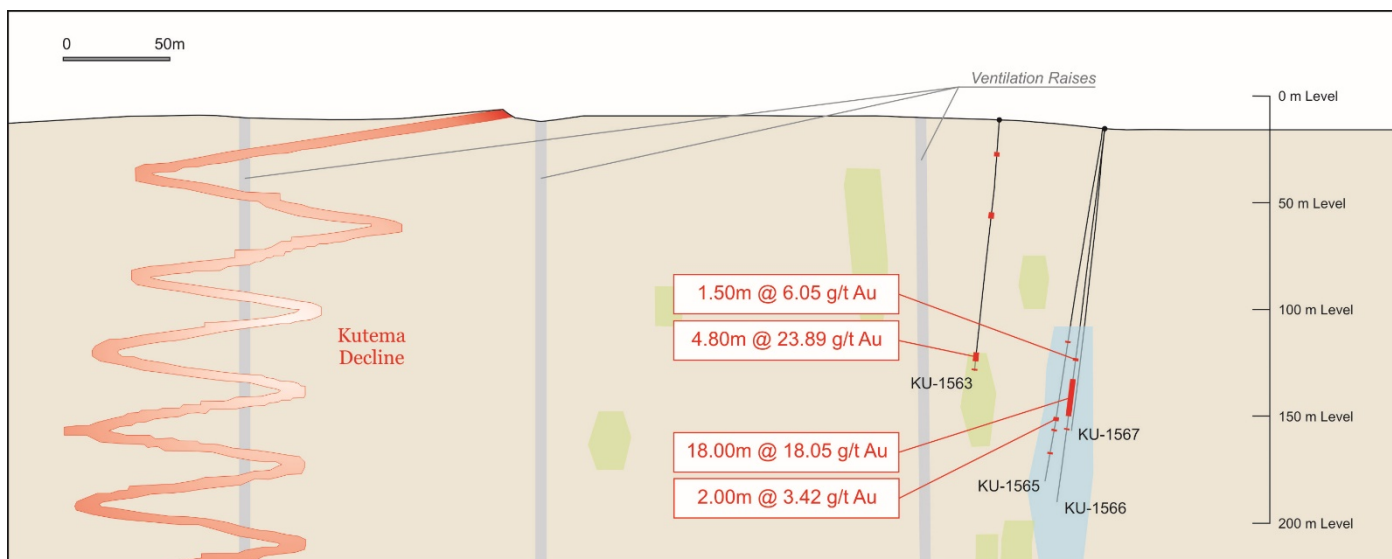 0 50m
Ventilation Raises
0 m Level
50 m Level
1.50m @ 6.05 g/t Au
100 m Level
4.80m @ 23.89 g/t Au
Kutema
Decline
KU-1563
150 m Level
KU-1567
18.00m @ 18.05 g/t Au
KU-1565
2.00m @ 3.42 g/t Au
KU-1566
200 m Level